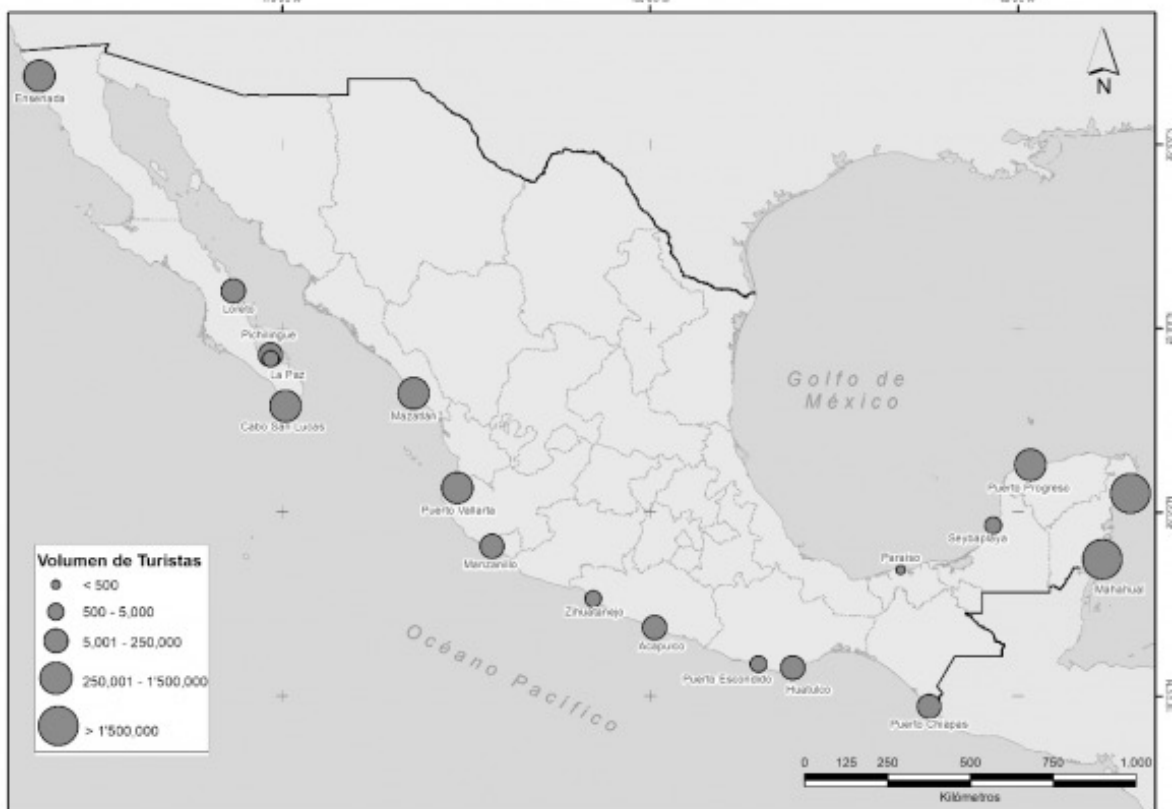 N
Ensenada
Loreto
Pichilingue
La Paz
Cabo San Lucas
Mazatlán
Golfo de
México
Puerto Progreso
Puerto Vallarta
Seybaplaya
Manzanillo
Paraíso
Mahahual
Zihuatanejo
Acapulco
Océano Pacífico
Puerto Escondido
Huatulco
Puerto Chiapas
Volumen de Turistas
< 500
500 - 5,000
5,001 - 250,000
250,001 - 1'500,000
> 1'500,000
0 125 250 500 750 1.000
Kilómetros